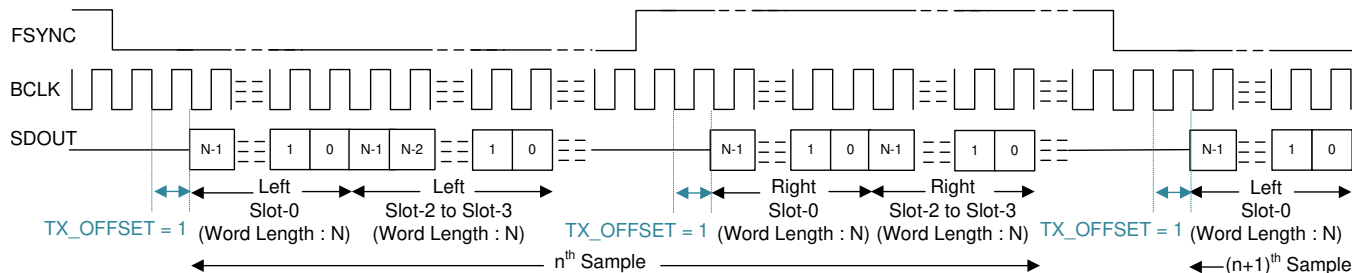 FSYNC
BCLK
SDOUT
N-1 1 0 N-1 N-2 1 0 N-1 1 0 N-1 1 0 N-1 1 0
Left Left Right Right Left
Slot-0 Slot-2 to Slot-3 Slot-0 Slot-2 to Slot-3 Slot-0
TX_OFFSET = 1 (Word Length : N) (Word Length : N) TX_OFFSET = 1 (Word Length : N) (Word Length : N) TX_OFFSET = 1 (Word Length : N)
nth Sample (n+1)th Sample